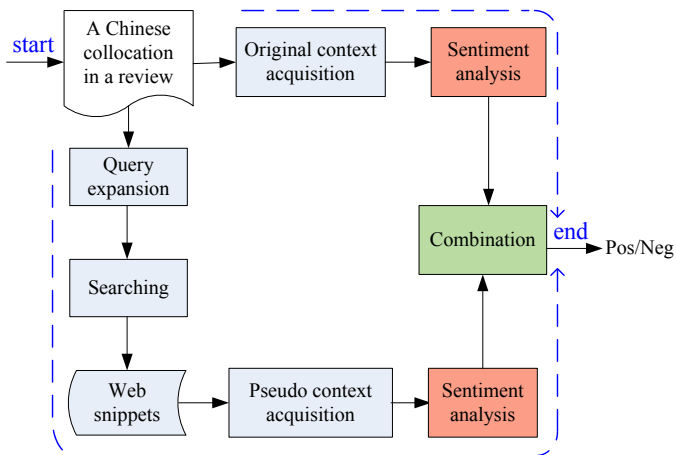 start
A Chinese
collocation
in a review
Original context
acquisition
Sentiment
analysis
Query
expansion
Combination
end
Pos/Neg
Searching
Web
snippets
Pseudo context
acquisition
Sentiment
analysis